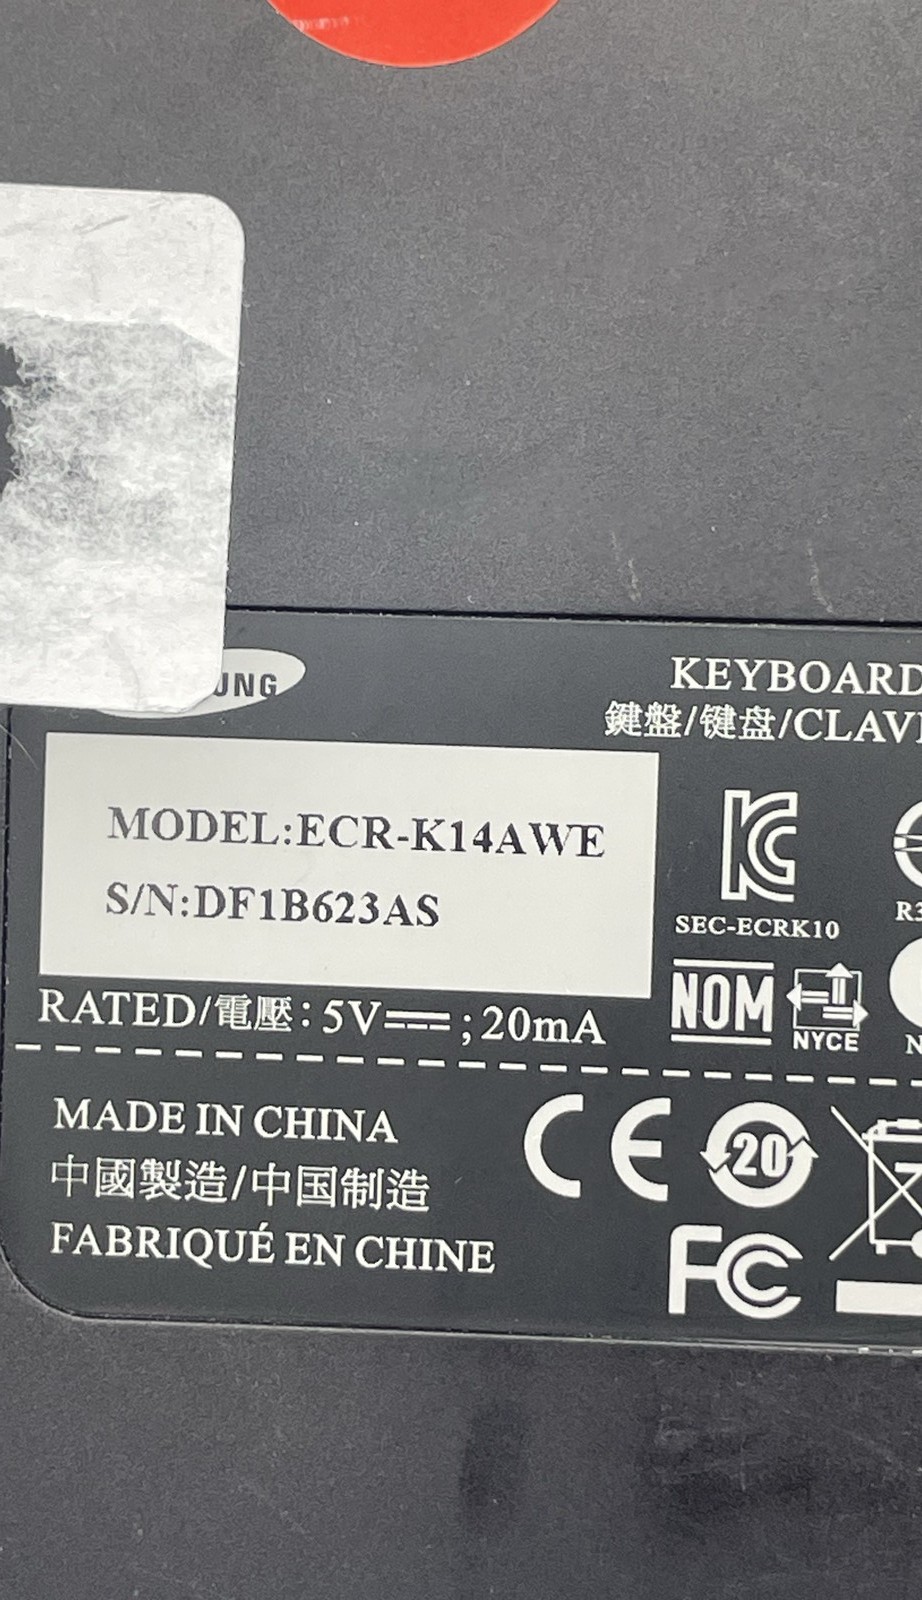 KEYBOARD
鍵盤/键盘/CLAVI
MODEL:ECR-K14AWE
S/N:DF1B623AS
SEC-ECRK10
RATED/電壓:5V⎓;20mA
NOM
NYCE
MADE IN CHINA
中國製造/中国制造
FABRIQUÉ EN CHINE
CE
20
FC